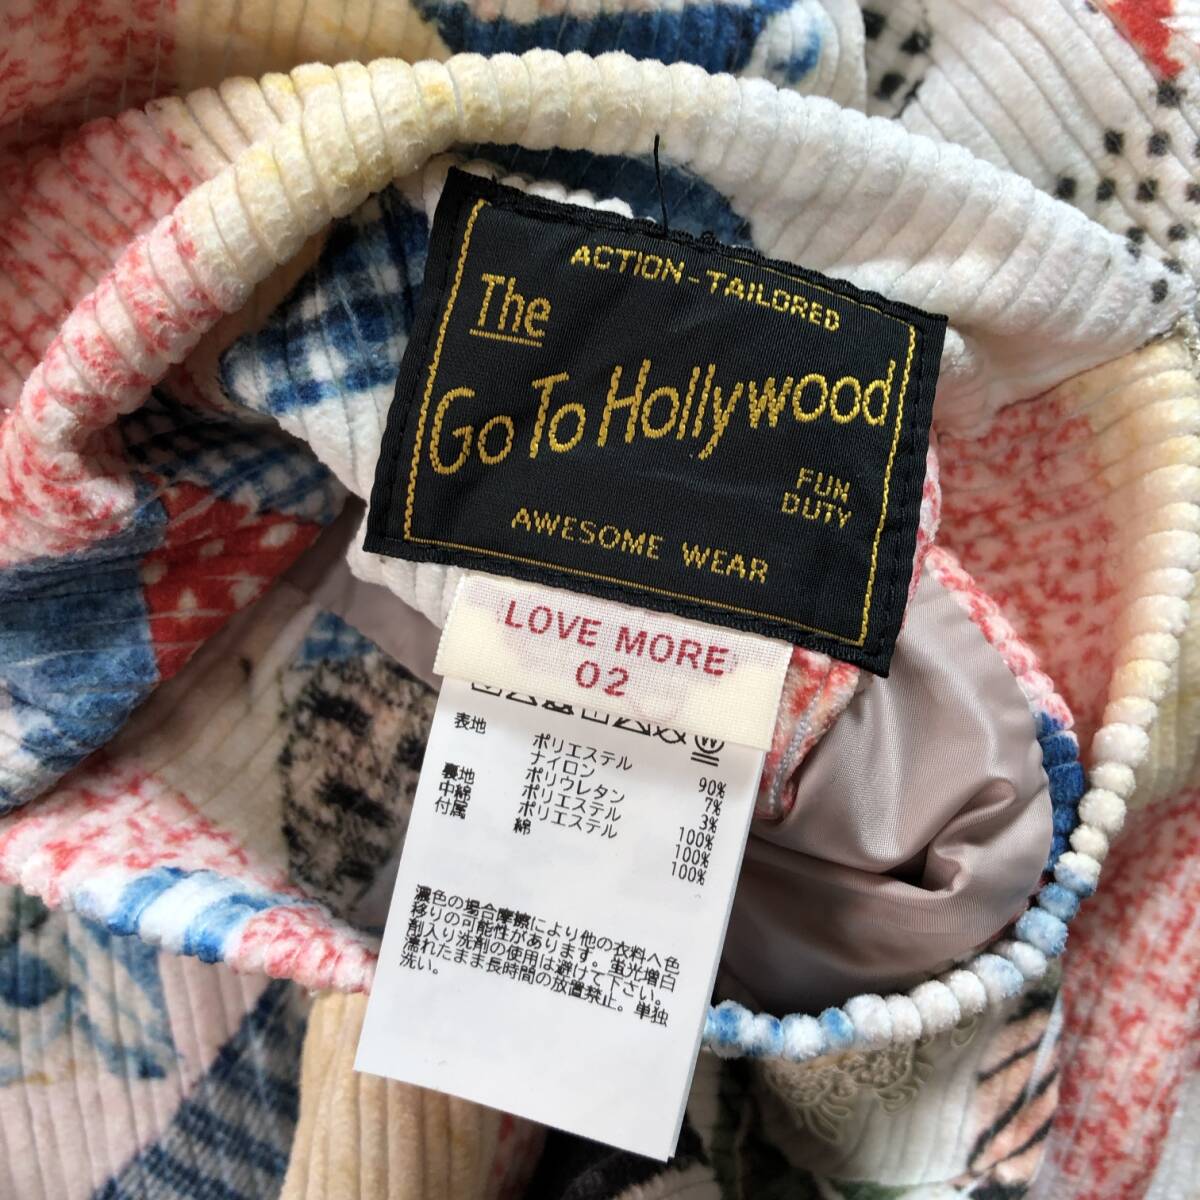 ACTION-TAILORED
The
Go To Hollywood
FUN
DUTY
AWESOME WEAR
LOVE MORE
02
W
表地 ポリエステル 90%
ナイロン 7%
ポリウレタン 3%
裏地 ポリエステル 100%
中綿 ポリエステル 100%
付属 綿 100%
濃色の場合摩擦により他の衣料へ色
移りの可能性があります。蛍光増白
剤入り洗剤の使用は避けて下さい。
濡れたまま長時間の放置禁止。単独
洗い。